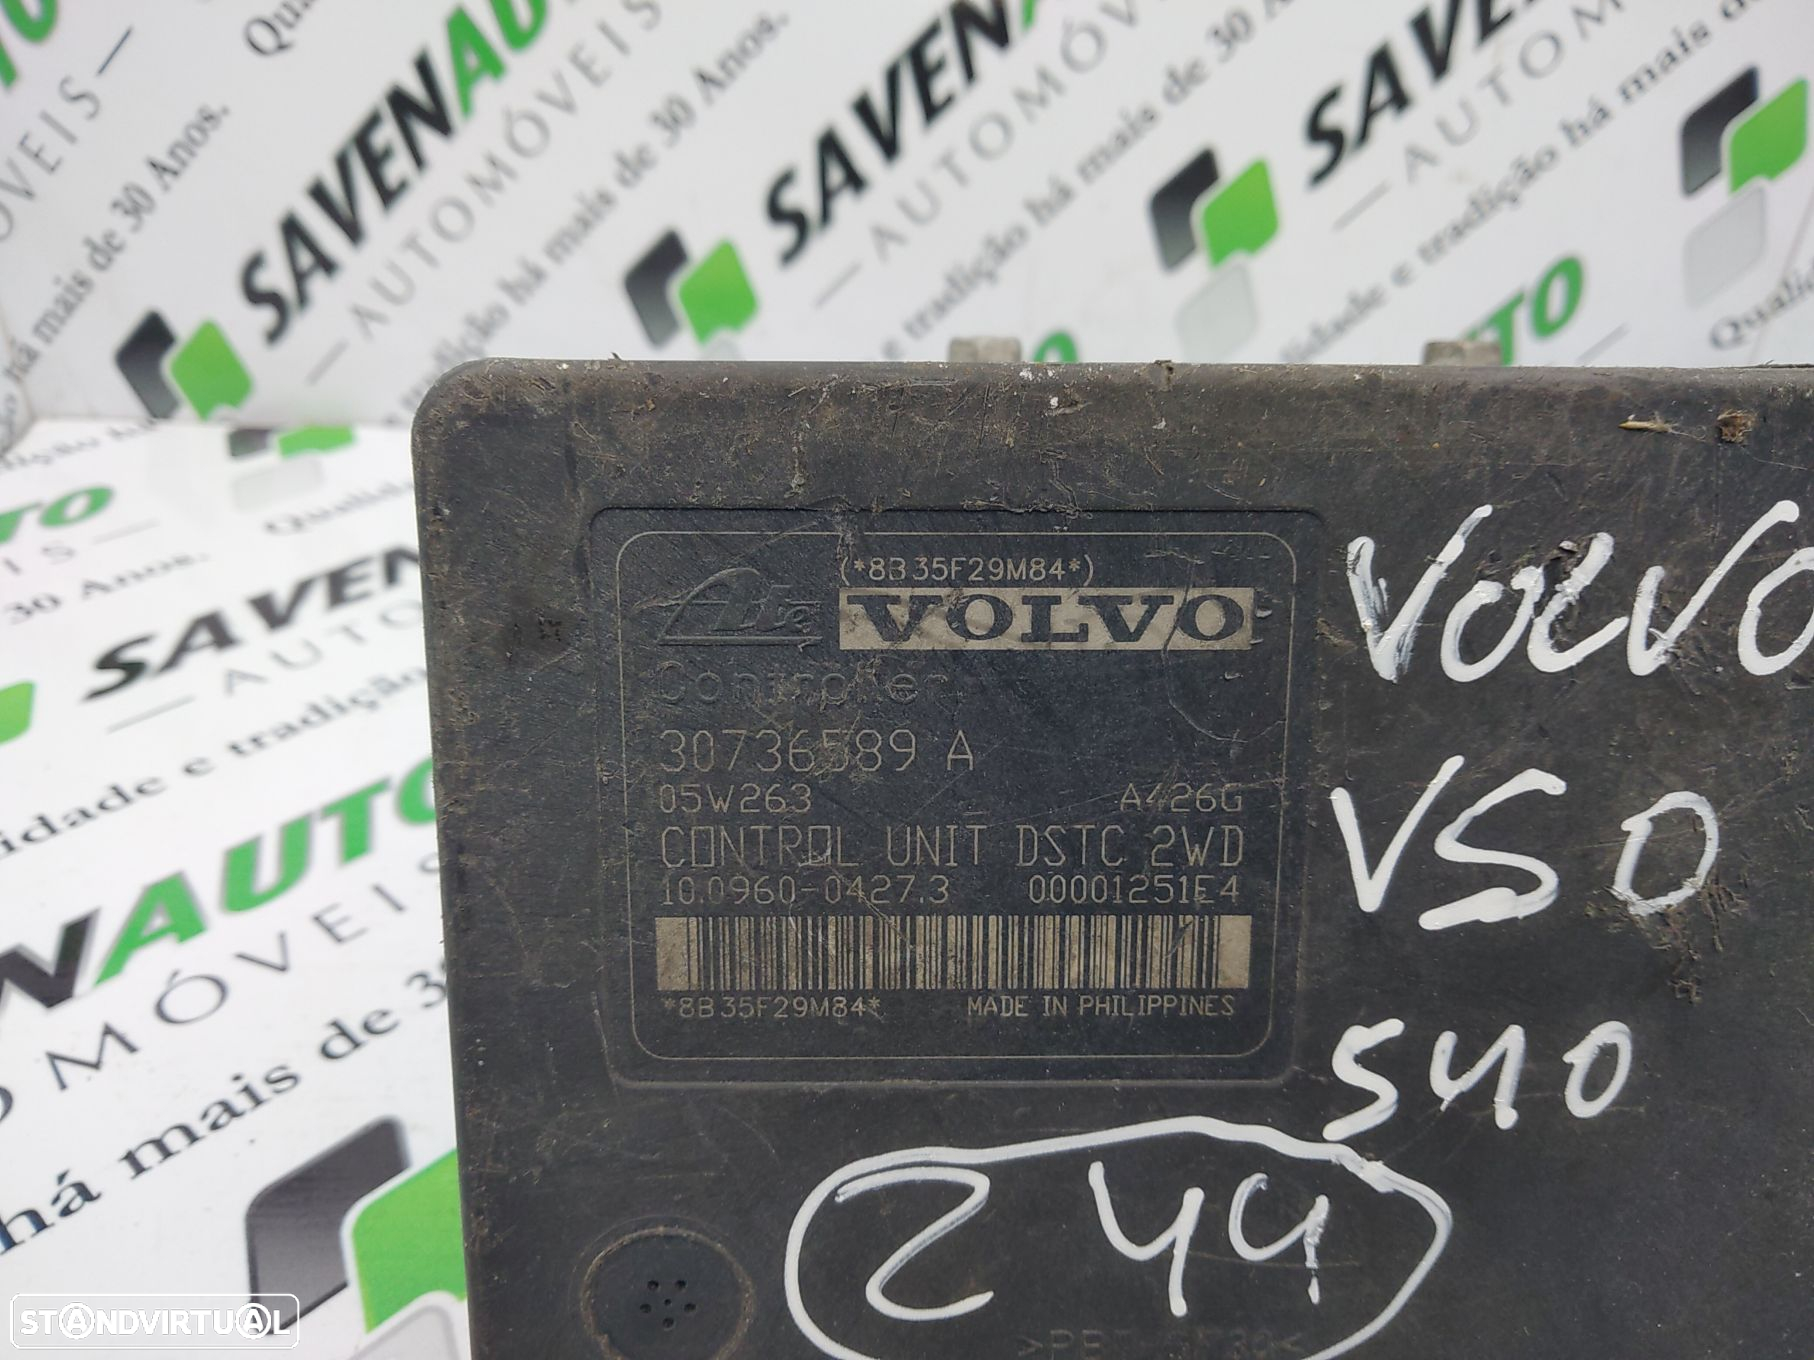 SAVENAUTO
AUTOMÓVEIS
Qualidade e tradição há mais de 30 Anos.
(*8B35F29M84*)
Ate VOLVO
Controller
30736589 A
05W263 A426G
CONTROL UNIT DSTC 2WD
10.0960-0427.3 00001251E4
*8B35F29M84* MADE IN PHILIPPINES
VOLVO
V50
S40
244
STANDVIRTUAL